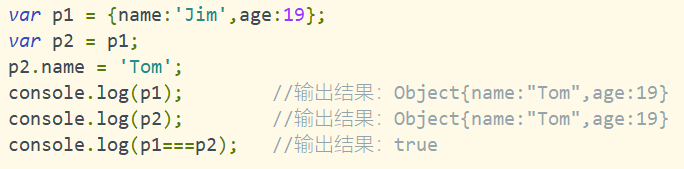 var p1 = {name:'Jim',age:19};
var p2 = p1;
p2.name = 'Tom';
console.log(p1);        //输出结果：Object{name:"Tom",age:19}
console.log(p2);        //输出结果：Object{name:"Tom",age:19}
console.log(p1===p2);   //输出结果：true